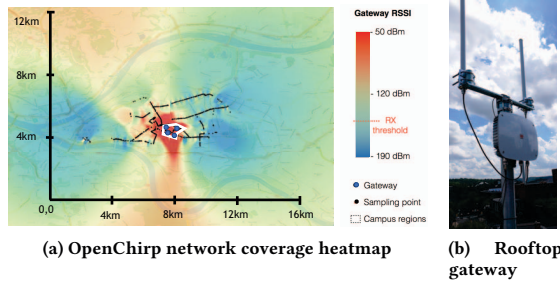 12km
8km
4km
0,0
4km
8km
12km
16km
Gateway RSSI
- 50 dBm
- 120 dBm
RX
threshold
- 190 dBm
Gateway
Sampling point
Campus regions
(a) OpenChirp network coverage heatmap
(b) Rooftop
gateway